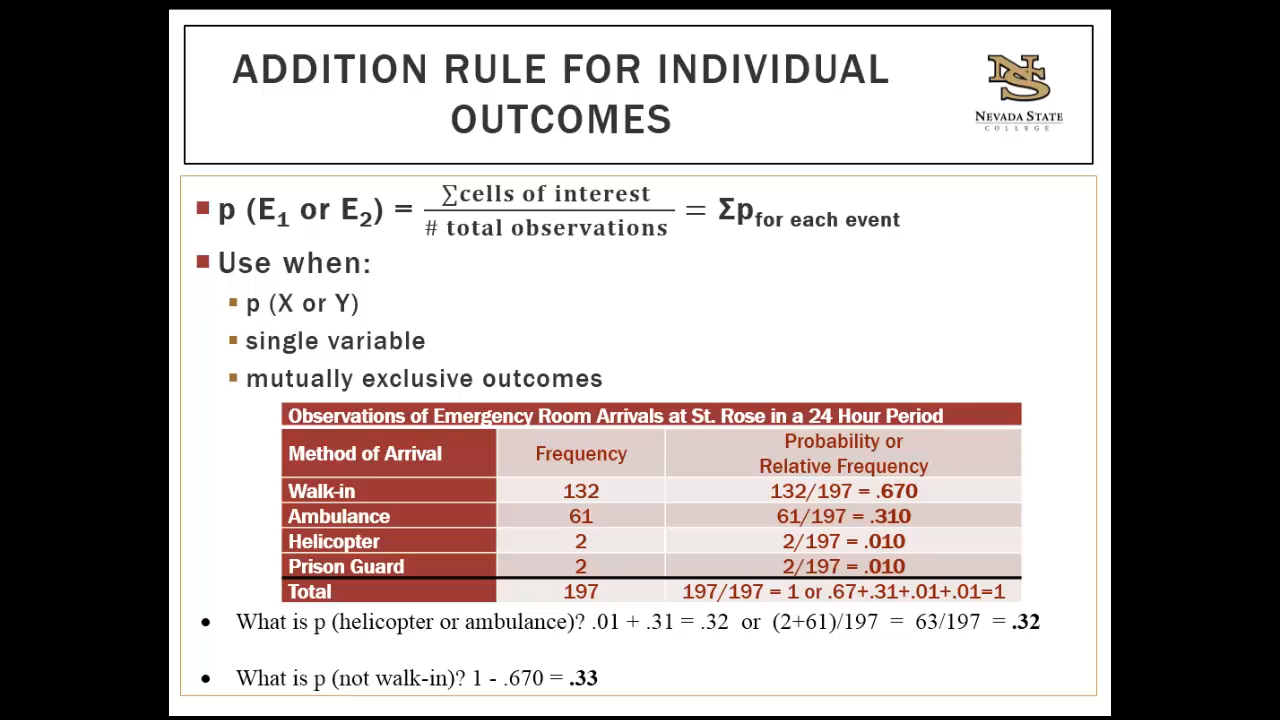 ADDITION RULE FOR INDIVIDUAL
OUTCOMES
NEVADA STATE
COLLEGE
p (E₁ or E₂) = ∑cells of interest / # total observations = Σp for each event
Use when:
p (X or Y)
single variable
mutually exclusive outcomes
Observations of Emergency Room Arrivals at St. Rose in a 24 Hour Period
Method of Arrival Frequency Probability or
Relative Frequency
Walk-in 132 132/197 = .670
Ambulance 61 61/197 = .310
Helicopter 2 2/197 = .010
Prison Guard 2 2/197 = .010
Total 197 197/197 = 1 or .67+.31+.01+.01=1
• What is p (helicopter or ambulance)? .01 + .31 = .32 or (2+61)/197 = 63/197 = .32
• What is p (not walk-in)? 1 - .670 = .33